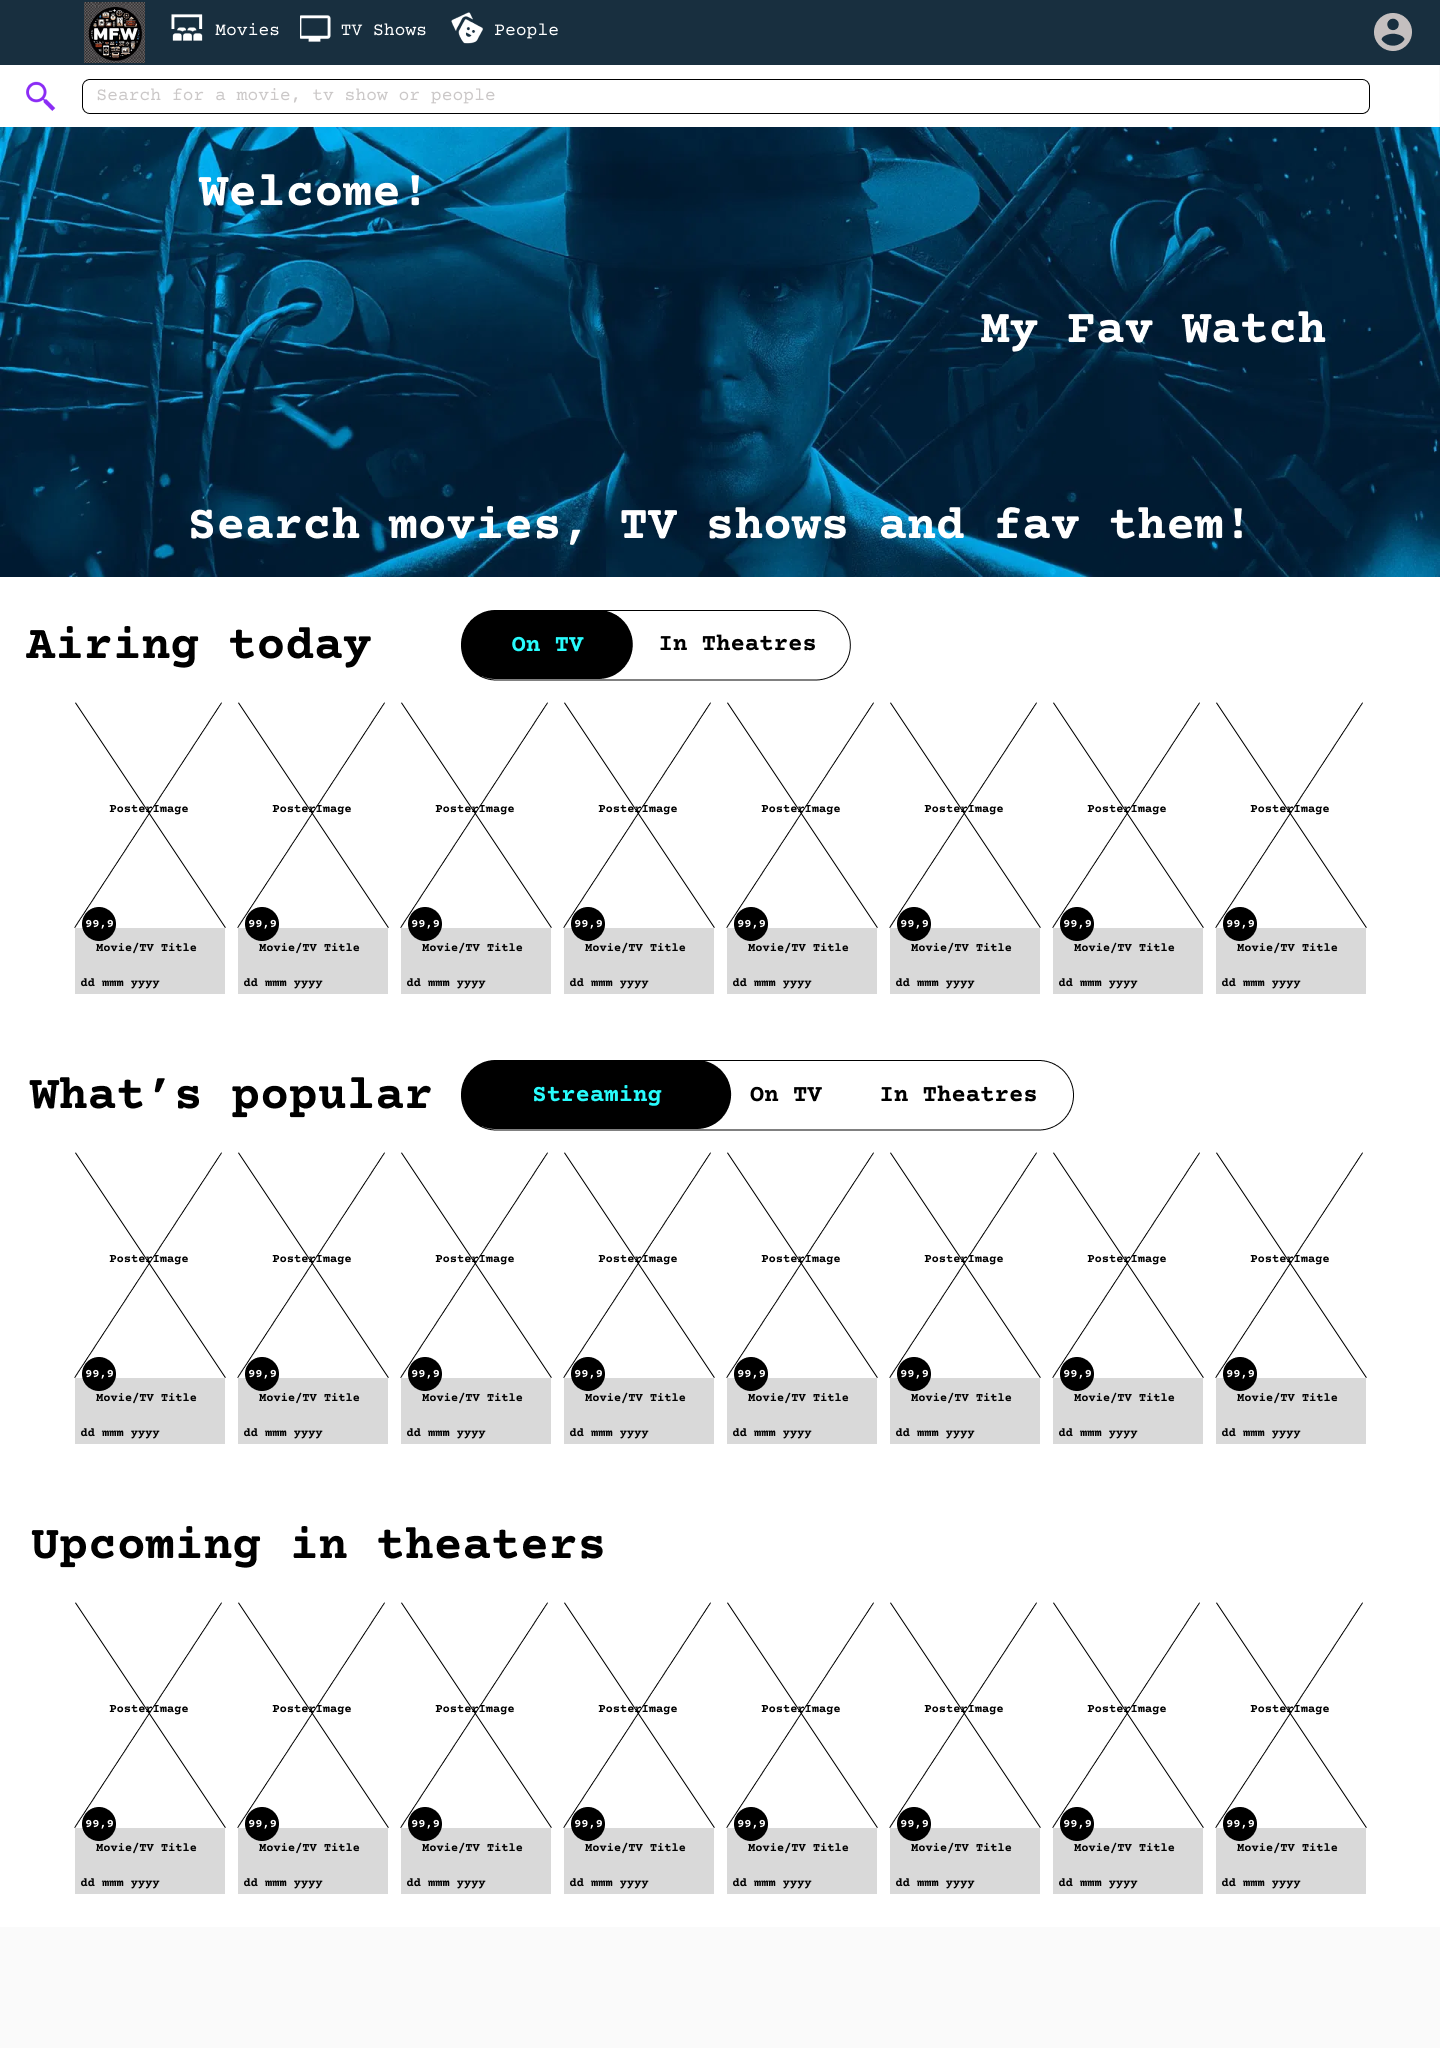 MFW Movies TV Shows People
Search for a movie, tv show or people
Welcome!
My Fav Watch
Search movies, TV shows and fav them!
Airing today On TV In Theatres
PosterImage PosterImage PosterImage PosterImage PosterImage PosterImage PosterImage PosterImage
99,9 99,9 99,9 99,9 99,9 99,9 99,9 99,9
Movie/TV Title Movie/TV Title Movie/TV Title Movie/TV Title Movie/TV Title Movie/TV Title Movie/TV Title Movie/TV Title
dd mmm yyyy dd mmm yyyy dd mmm yyyy dd mmm yyyy dd mmm yyyy dd mmm yyyy dd mmm yyyy dd mmm yyyy
What’s popular Streaming On TV In Theatres
PosterImage PosterImage PosterImage PosterImage PosterImage PosterImage PosterImage PosterImage
99,9 99,9 99,9 99,9 99,9 99,9 99,9 99,9
Movie/TV Title Movie/TV Title Movie/TV Title Movie/TV Title Movie/TV Title Movie/TV Title Movie/TV Title Movie/TV Title
dd mmm yyyy dd mmm yyyy dd mmm yyyy dd mmm yyyy dd mmm yyyy dd mmm yyyy dd mmm yyyy dd mmm yyyy
Upcoming in theaters
PosterImage PosterImage PosterImage PosterImage PosterImage PosterImage PosterImage PosterImage
99,9 99,9 99,9 99,9 99,9 99,9 99,9 99,9
Movie/TV Title Movie/TV Title Movie/TV Title Movie/TV Title Movie/TV Title Movie/TV Title Movie/TV Title Movie/TV Title
dd mmm yyyy dd mmm yyyy dd mmm yyyy dd mmm yyyy dd mmm yyyy dd mmm yyyy dd mmm yyyy dd mmm yyyy